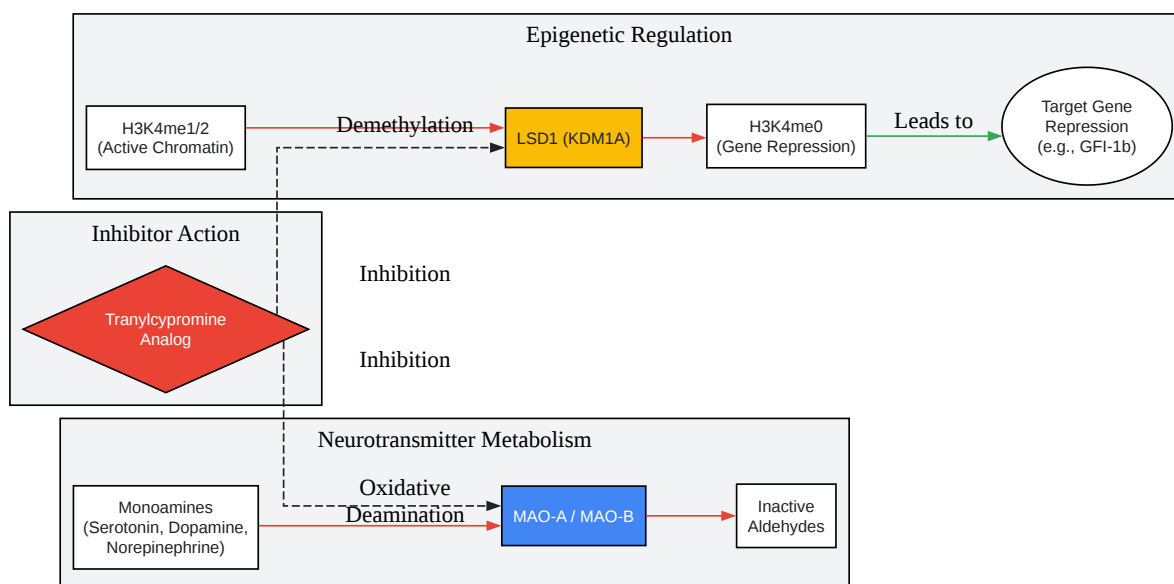 Epigenetic Regulation
H3K4me1/2
(Active Chromatin)
Demethylation
LSD1 (KDM1A)
H3K4me0
(Gene Repression)
Leads to
Target Gene
Repression
(e.g., GFI-1b)
Inhibitor Action
Tranylcypromine
Analog
Inhibition
Inhibition
Neurotransmitter Metabolism
Monoamines
(Serotonin, Dopamine,
Norepinephrine)
Oxidative
Deamination
MAO-A / MAO-B
Inactive
Aldehydes